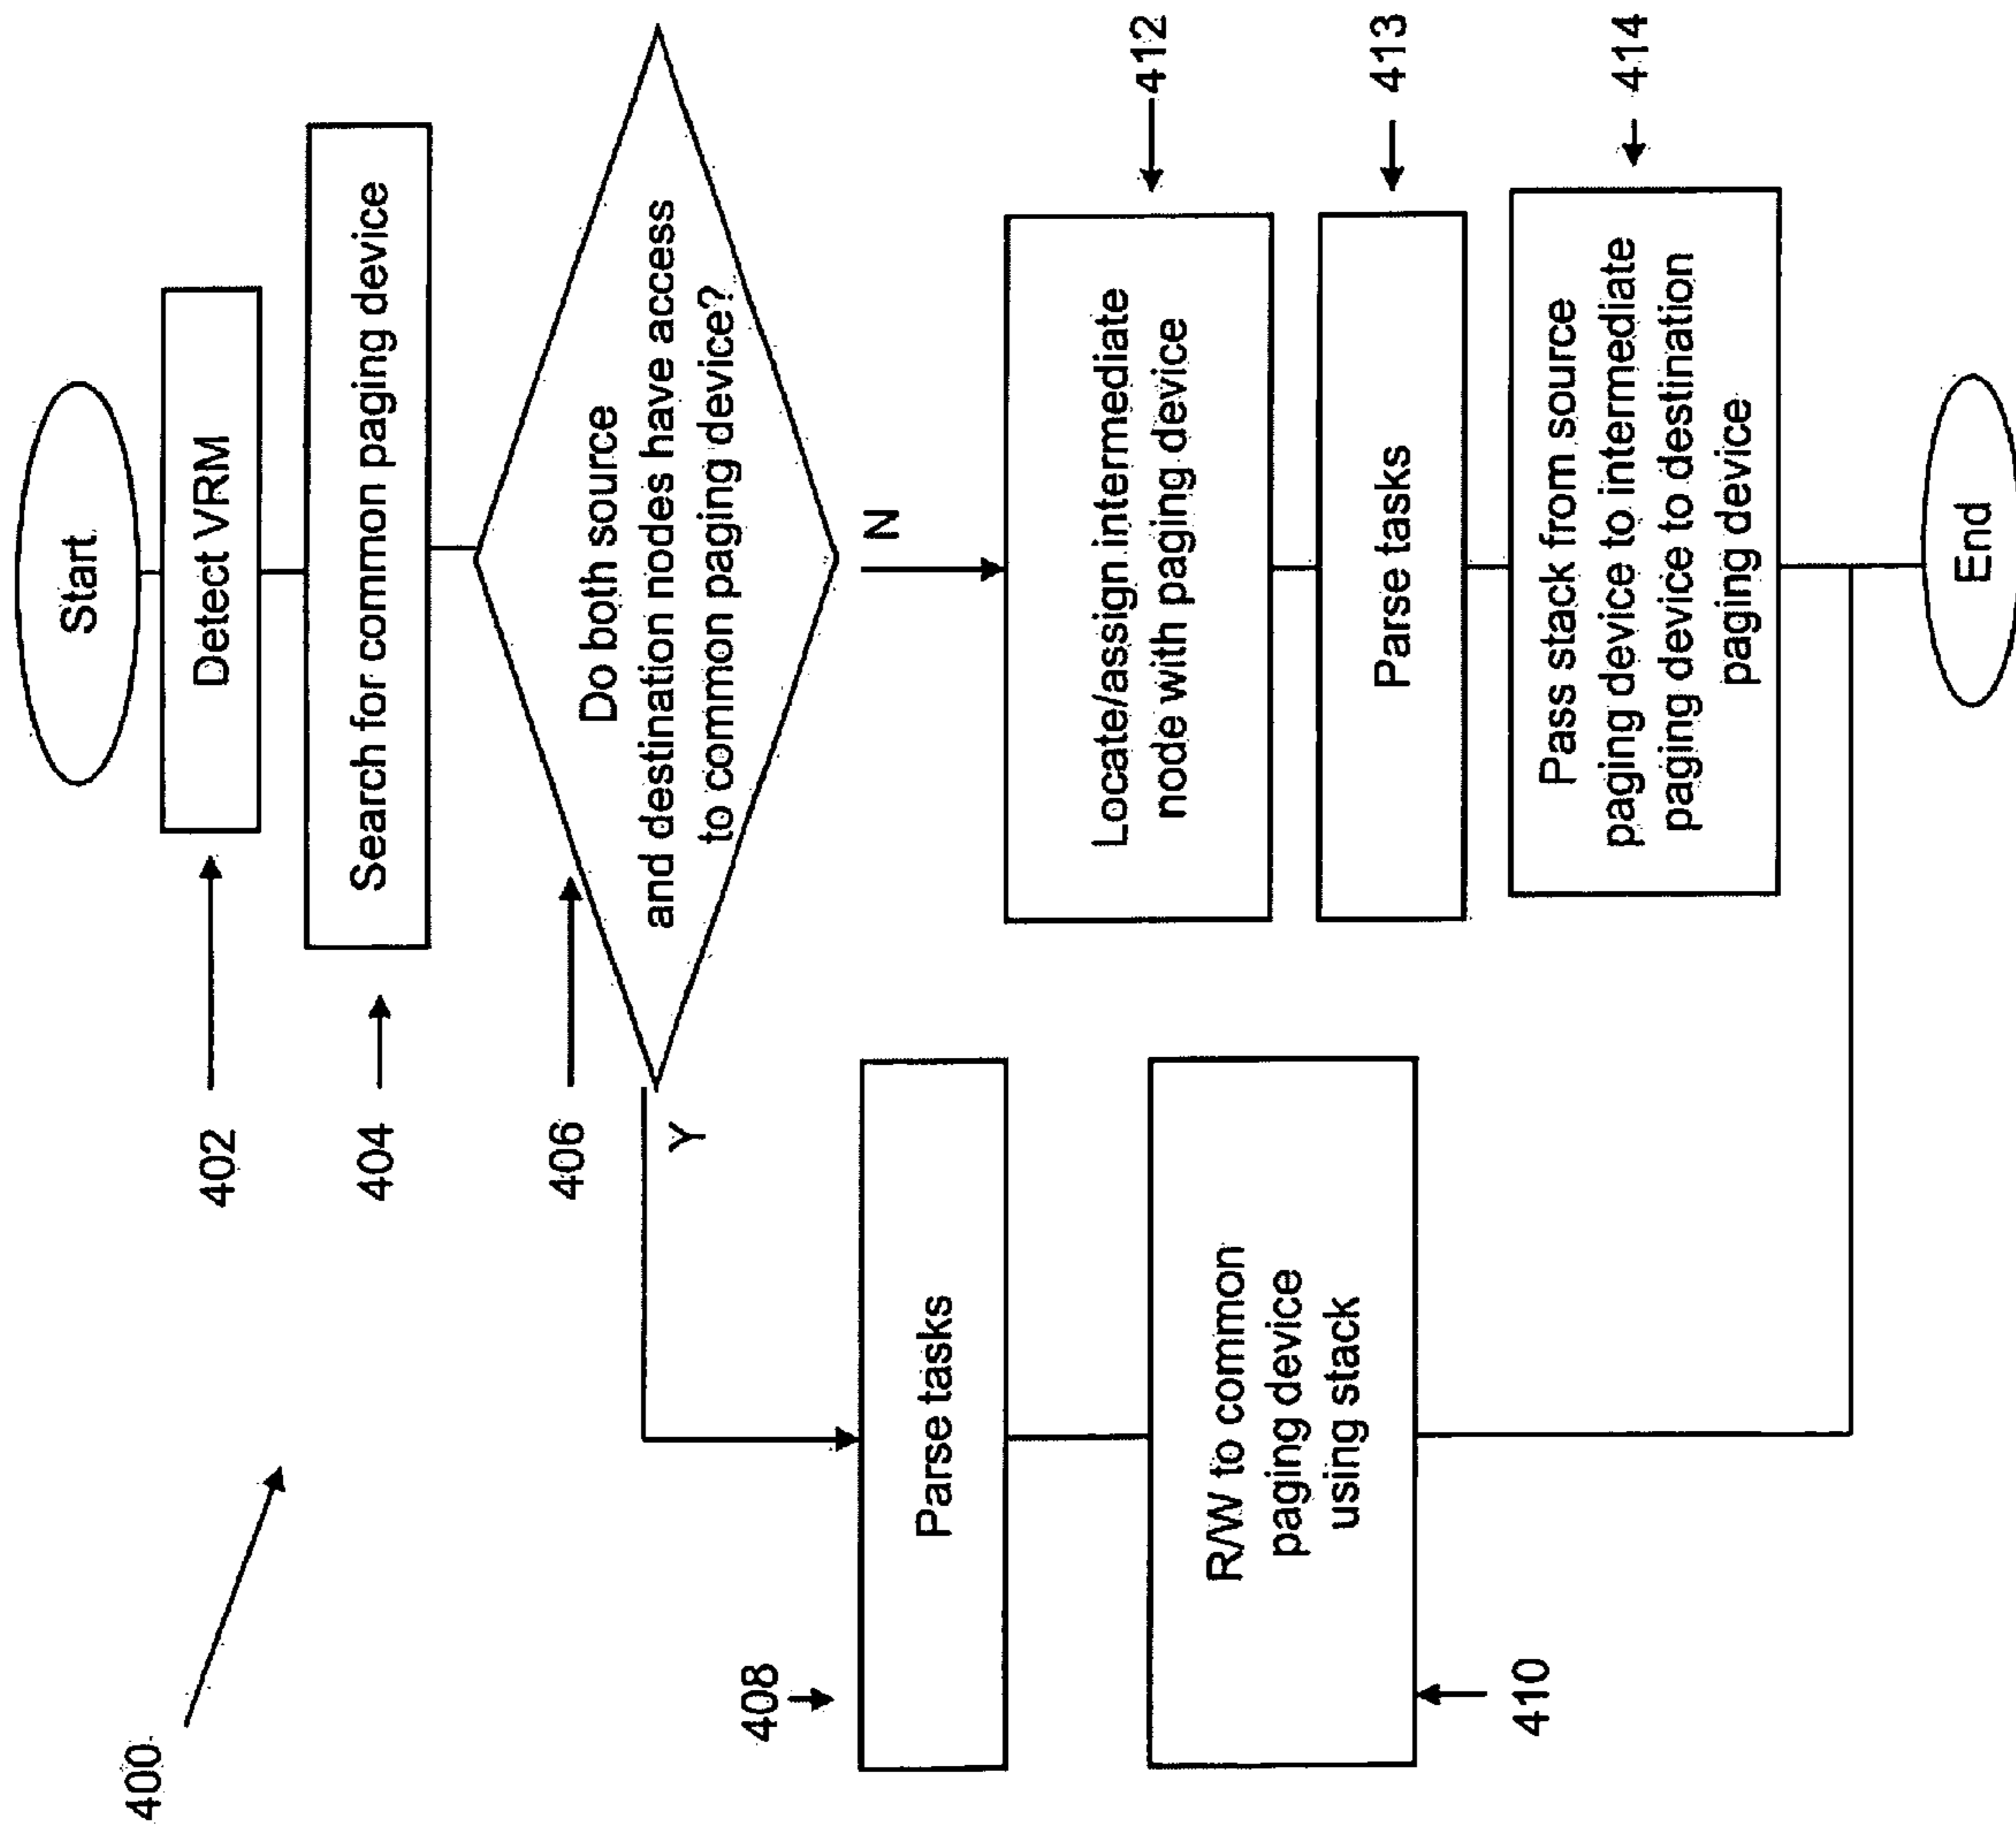 400
Start
402
Detect VRM
404
Search for common paging device
406
Do both source
and destination nodes have access
to common paging device?
Y
N
408
Parse tasks
R/W to common
paging device
using stack
410
Locate/assign intermediate
node with paging device
412
Parse tasks
413
Pass stack from source
paging device to intermediate
paging device to destination
paging device
414
End